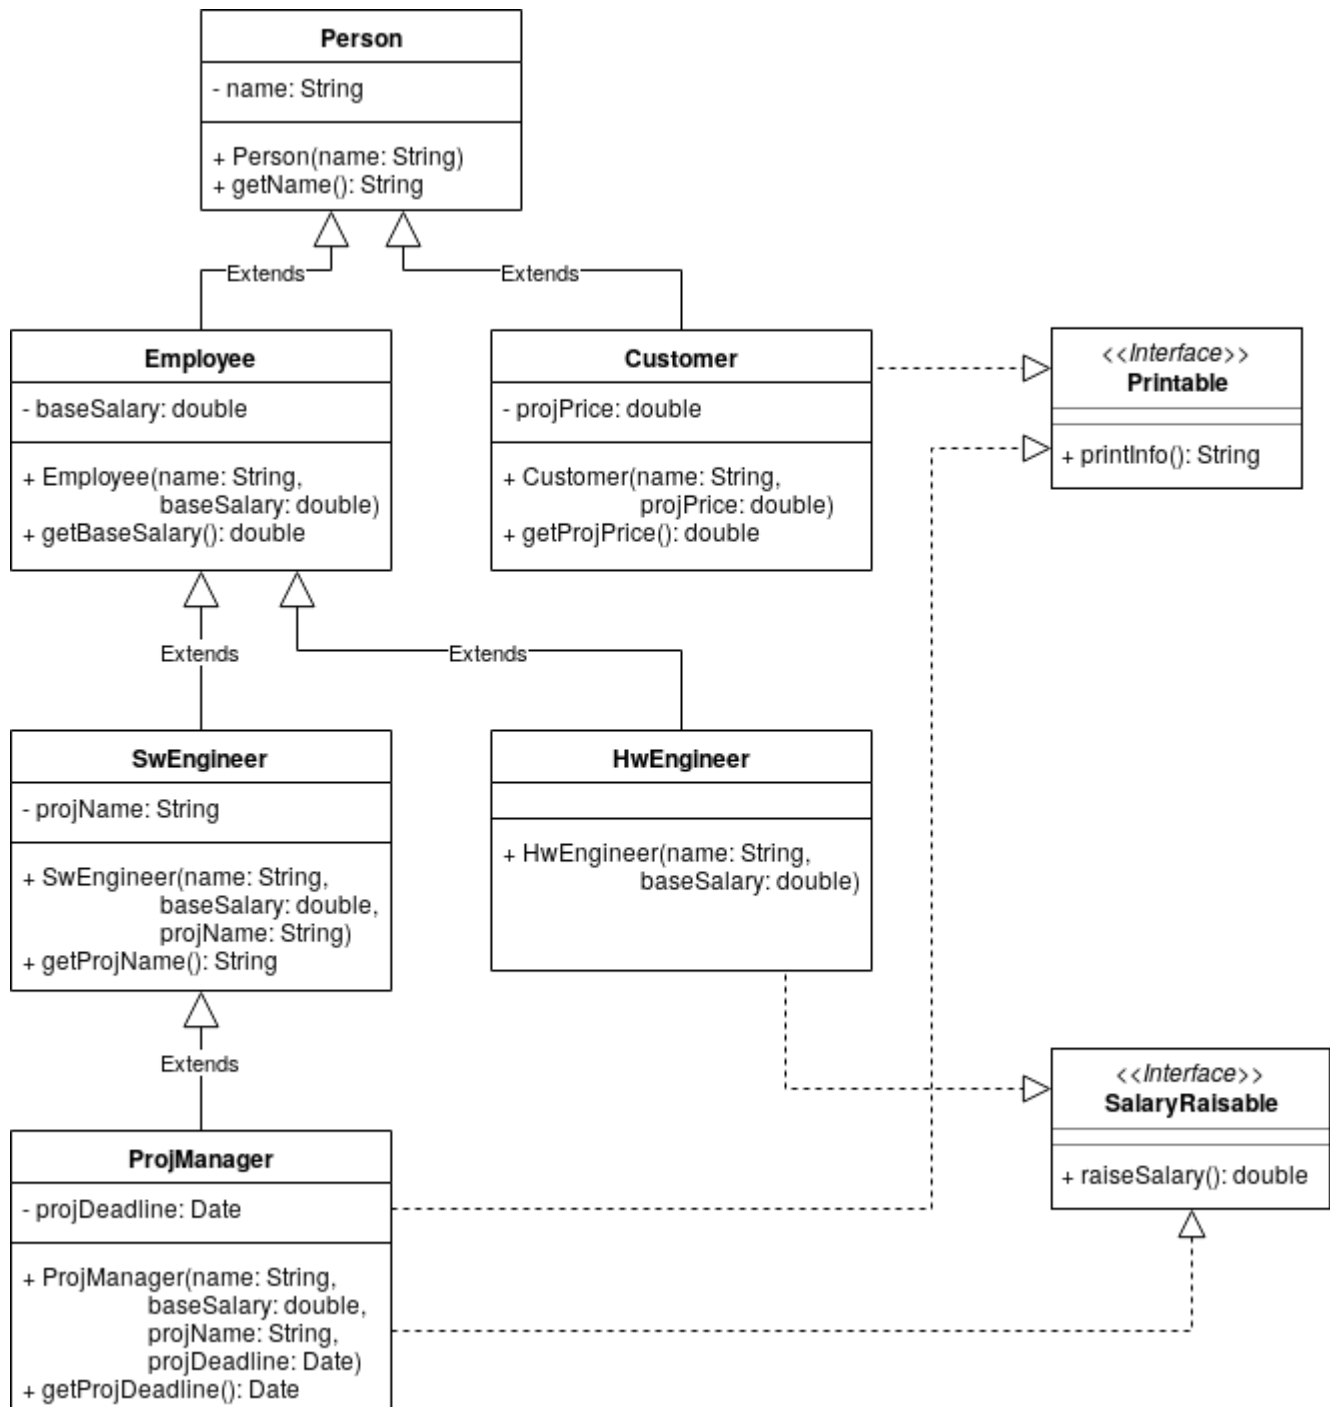 Person
- name: String
+ Person(name: String)
+ getName(): String
Extends
Extends
Employee
- baseSalary: double
+ Employee(name: String,
baseSalary: double)
+ getBaseSalary(): double
Customer
- projPrice: double
+ Customer(name: String,
projPrice: double)
+ getProjPrice(): double
<<Interface>>
Printable
+ printInfo(): String
Extends
Extends
SwEngineer
- projName: String
+ SwEngineer(name: String,
baseSalary: double,
projName: String)
+ getProjName(): String
HwEngineer
+ HwEngineer(name: String,
baseSalary: double)
Extends
<<Interface>>
SalaryRaisable
+ raiseSalary(): double
ProjManager
- projDeadline: Date
+ ProjManager(name: String,
baseSalary: double,
projName: String,
projDeadline: Date)
+ getProjDeadline(): Date